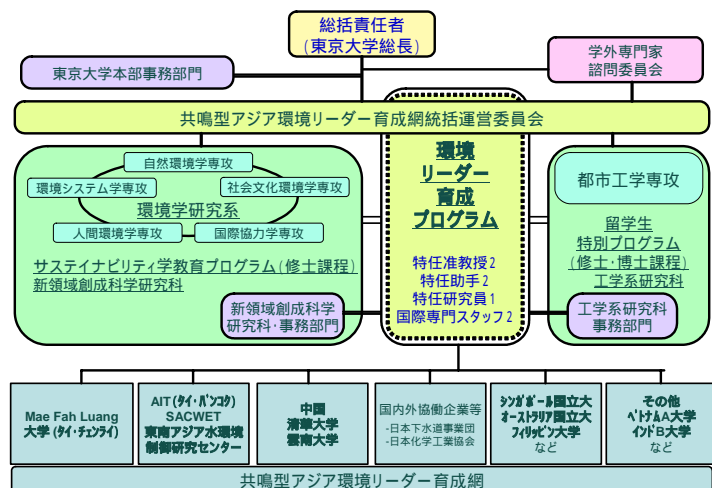 総括責任者
(東京大学総長)
東京大学本部事務部門
学外専門家
諮問委員会
共鳴型アジア環境リーダー育成網統括運営委員会
自然環境学専攻
環境システム学専攻
社会文化環境学専攻
環境学研究系
人間環境学専攻
国際協力学専攻
サステイナビリティ学教育プログラム(修士課程)
新領域創成科学研究科
新領域創成科学
研究科・事務部門
環境
リーダー
育成
プログラム
特任准教授2
特任助手2
特任研究員1
国際専門スタッフ2
都市工学専攻
留学生
特別プログラム
(修士・博士課程)
工学系研究科
工学系研究科
事務部門
Mae Fah Luang
大学(タイ・チェンライ)
AIT(タイ・バンコク)
SACWET
東南アジア水環境
制御研究センター
中国
清華大学
雲南大学
国内外協働企業等
-日本下水道事業団
-日本化学工業協会
シンガポール国立大
オーストラリア国立大
フィリッピン大学
など
その他
ベトナムA大学
インドB大学
など
共鳴型アジア環境リーダー育成網